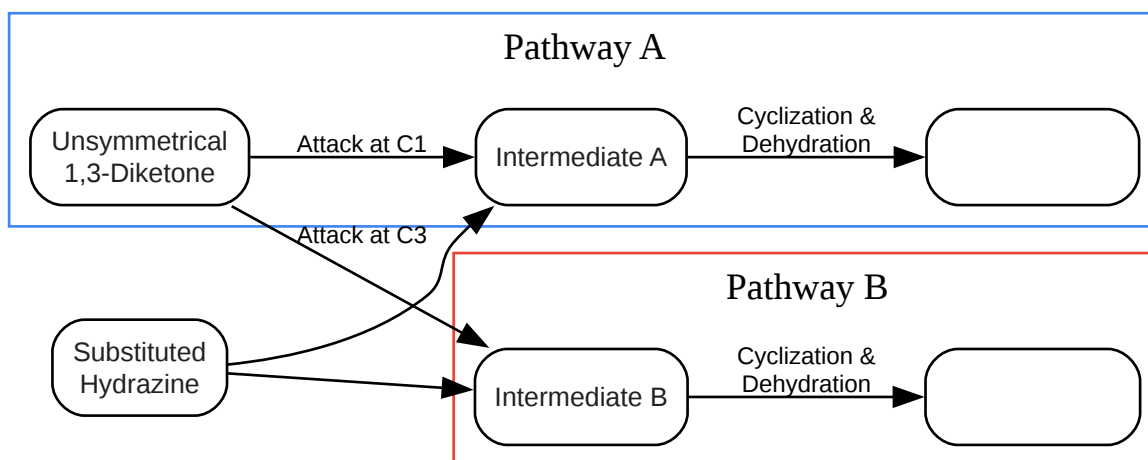 Pathway A
Unsymmetrical
1,3-Diketone
Attack at C1
Intermediate A
Cyclization &
Dehydration
Attack at C3
Pathway B
Substituted
Hydrazine
Intermediate B
Cyclization &
Dehydration